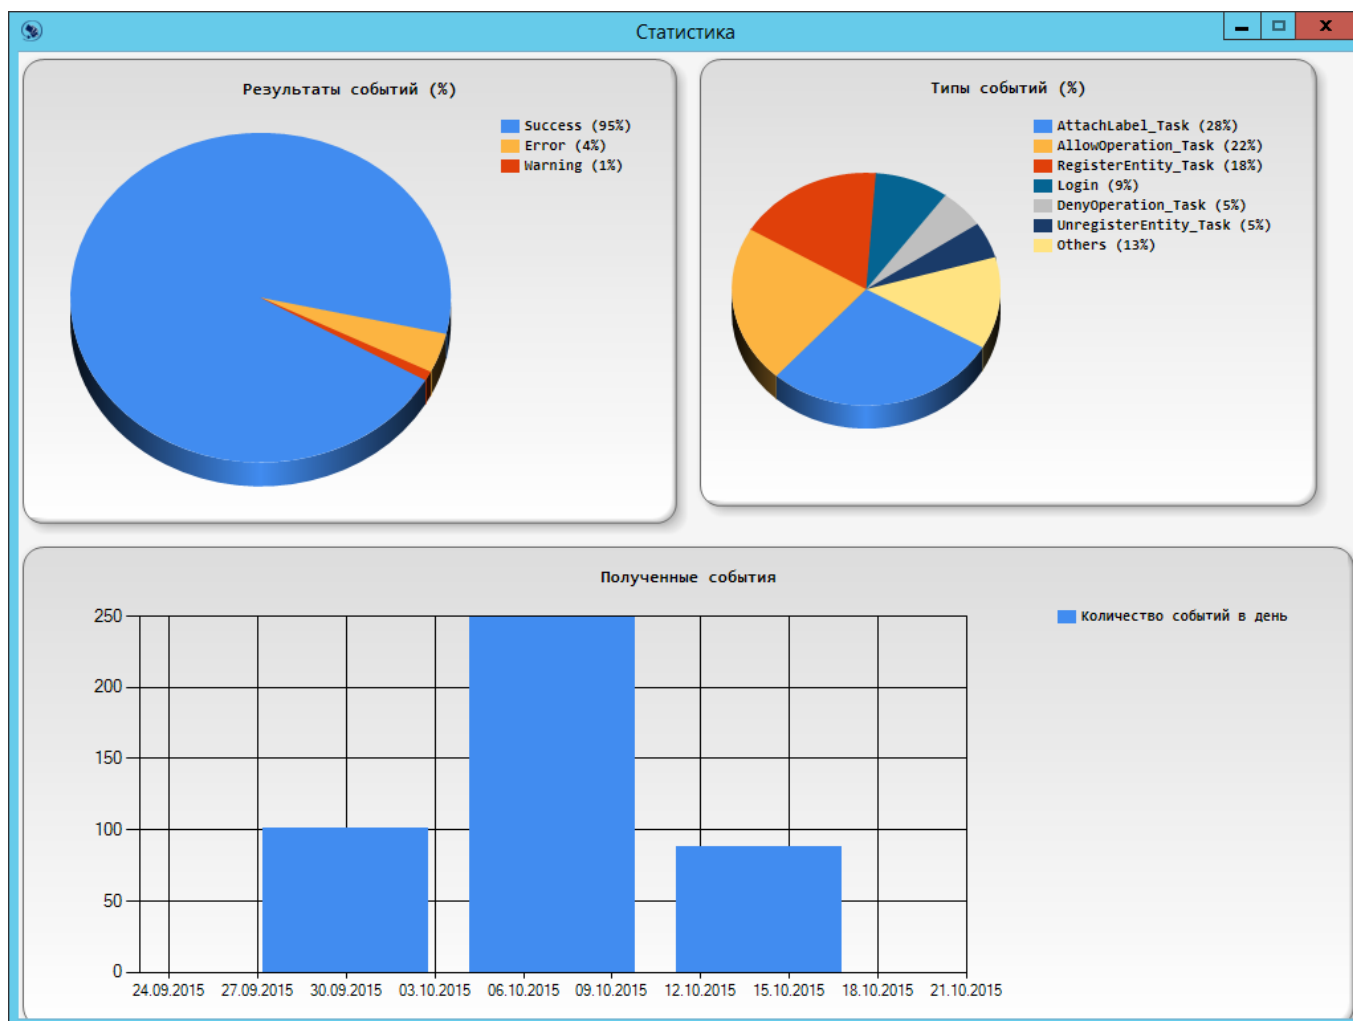 Статистика
Результаты событий (%)
Success (95%)
Error (4%)
Warning (1%)
Типы событий (%)
AttachLabel_Task (28%)
AllowOperation_Task (22%)
RegisterEntity_Task (18%)
Login (9%)
DenyOperation_Task (5%)
UnregisterEntity_Task (5%)
Others (13%)
Полученные события
Количество событий в день
250
200
150
100
50
0
24.09.2015 27.09.2015 30.09.2015 03.10.2015 06.10.2015 09.10.2015 12.10.2015 15.10.2015 18.10.2015 21.10.2015